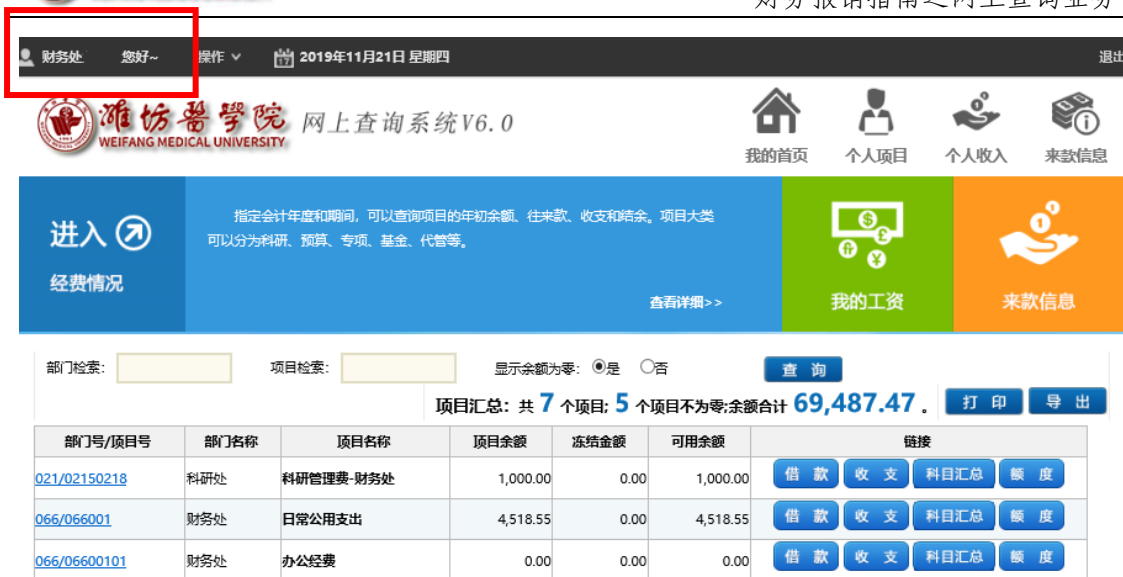 财务报销指南之网上查询业务
财务处 您好~ 操作 2019年11月21日 星期四 退出
潍坊醫學院 网上查询系统V6.0
WEIFANG MEDICAL UNIVERSITY
我的首页 个人项目 个人收入 来款信息
进入 指定会计年度和期间，可以查询项目的年初余额、往来款、收支和结余。项目大类
可以分为科研、预算、专项、基金、代管等。
经费情况
查看详细>> 我的工资 来款信息
部门检索: 项目检索: 显示余额为零: 是 否 查 询
项目汇总: 共 7 个项目; 5 个项目不为零;余额合计 69,487.47 。 打 印 导 出
部门号/项目号 部门名称 项目名称 项目余额 冻结金额 可用余额 链接
021/02150218 科研处 科研管理费-财务处 1,000.00 0.00 1,000.00 借 款 收 支 科目汇总 额 度
066/066001 财务处 日常公用支出 4,518.55 0.00 4,518.55 借 款 收 支 科目汇总 额 度
066/06600101 财务处 办公经费 0.00 0.00 0.00 借 款 收 支 科目汇总 额 度